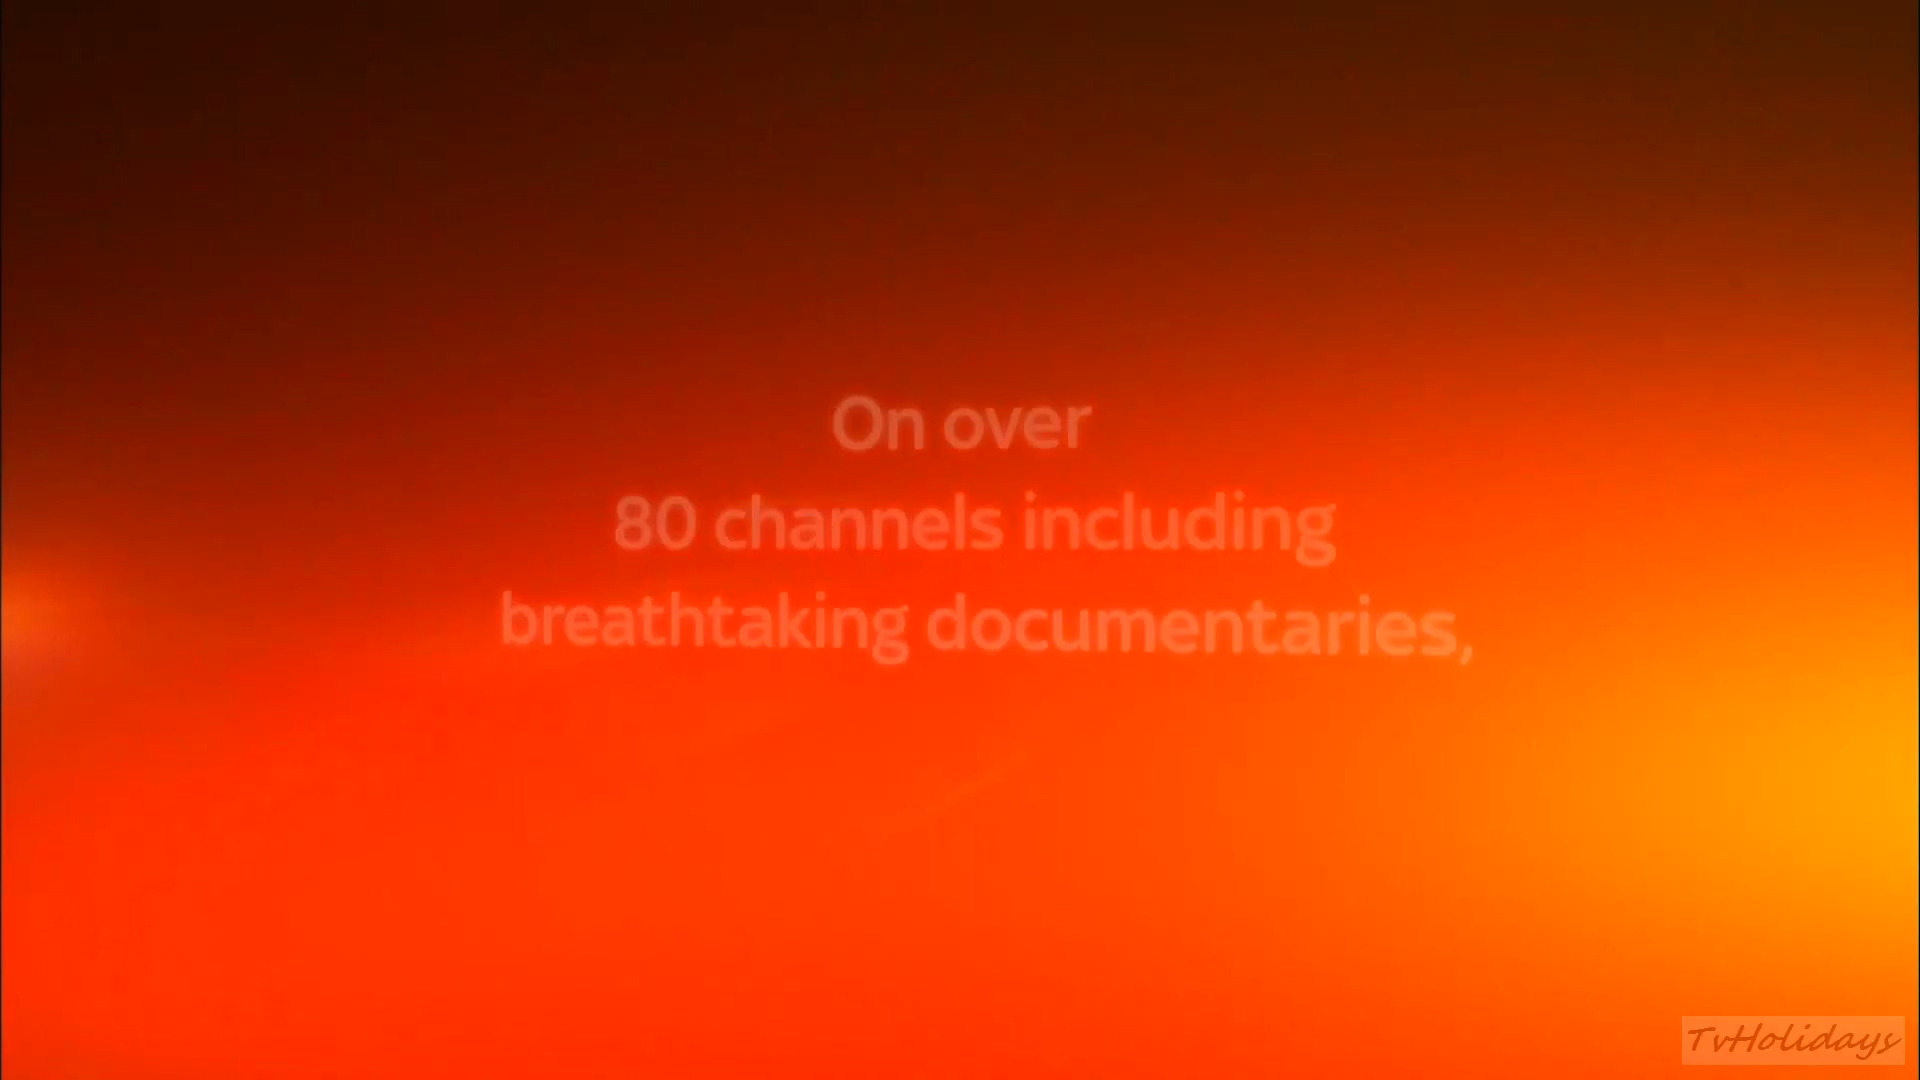 On over
80 channels including
breathtaking documentaries,
TvHolidays